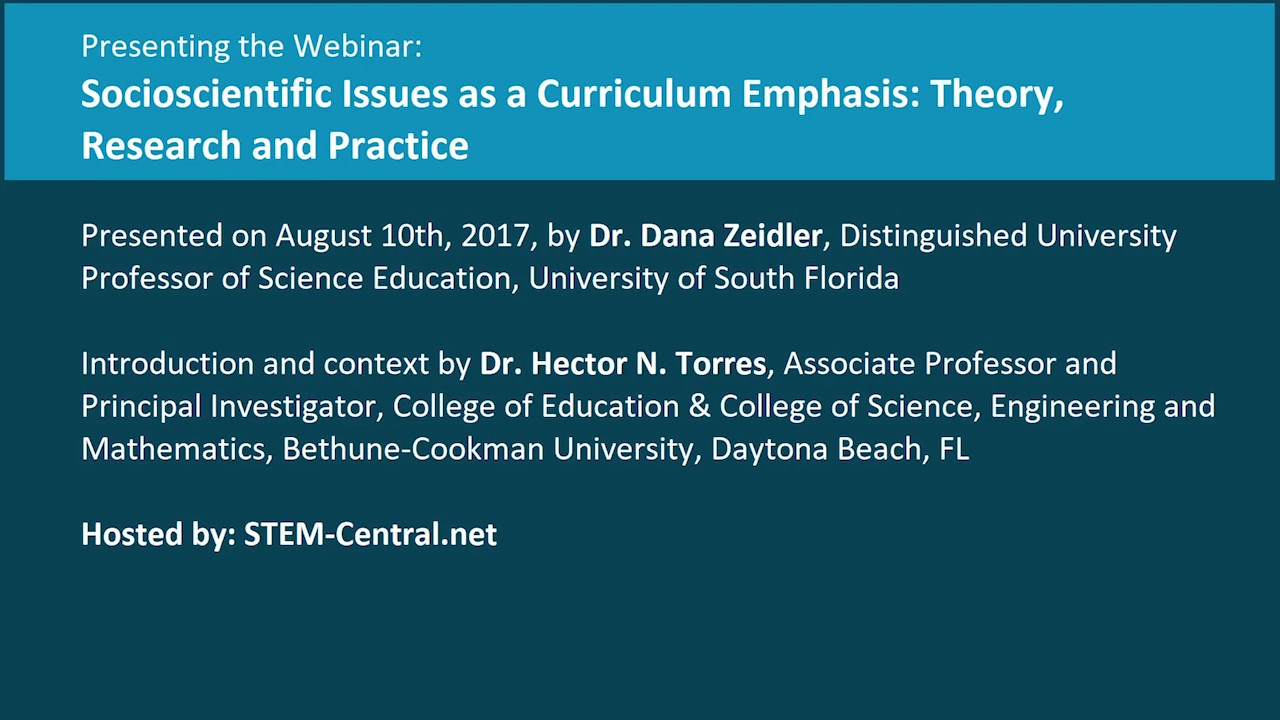 Presenting the Webinar:
Socioscientific Issues as a Curriculum Emphasis: Theory,
Research and Practice
Presented on August 10th, 2017, by Dr. Dana Zeidler, Distinguished University
Professor of Science Education, University of South Florida
Introduction and context by Dr. Hector N. Torres, Associate Professor and
Principal Investigator, College of Education & College of Science, Engineering and
Mathematics, Bethune-Cookman University, Daytona Beach, FL
Hosted by: STEM-Central.net